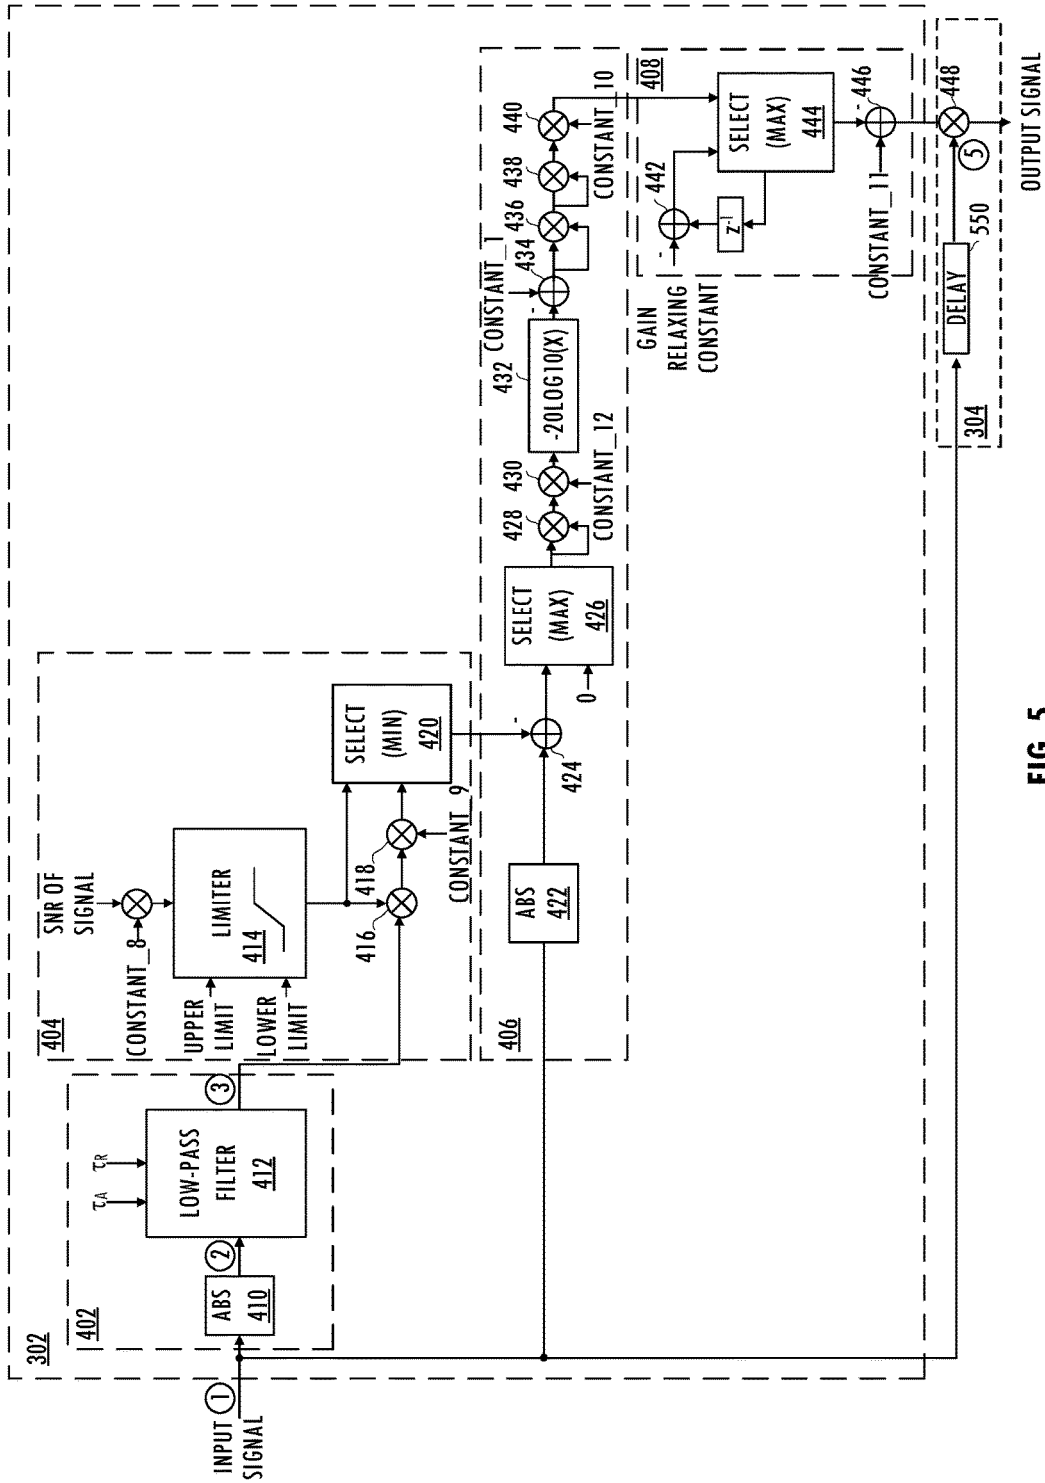 302
402
404
406
408
304
INPUT
SIGNAL
1
ABS
410
2
τA
τR
LOW-PASS
FILTER
412
3
SNR OF
SIGNAL
CONSTANT_8
UPPER
LIMIT
LOWER
LIMIT
LIMITER
414
416
418
CONSTANT_9
SELECT
(MIN)
420
ABS
422
424
-
0
SELECT
(MAX)
426
428
430
CONSTANT_12
432
-20LOG10(X)
CONSTANT_1
-
434
436
438
440
CONSTANT_10
GAIN
RELAXING
CONSTANT
-
442
z-1
SELECT
(MAX)
444
-
446
CONSTANT_11
DELAY
550
5
448
OUTPUT SIGNAL
FIG. 5